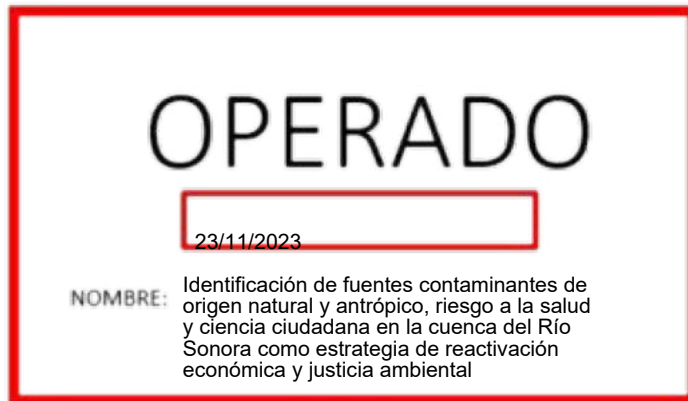 OPERADO
23/11/2023
NOMBRE:
Identificación de fuentes contaminantes de
origen natural y antrópico, riesgo a la salud
y ciencia ciudadana en la cuenca del Río
Sonora como estrategia de reactivación
económica y justicia ambiental